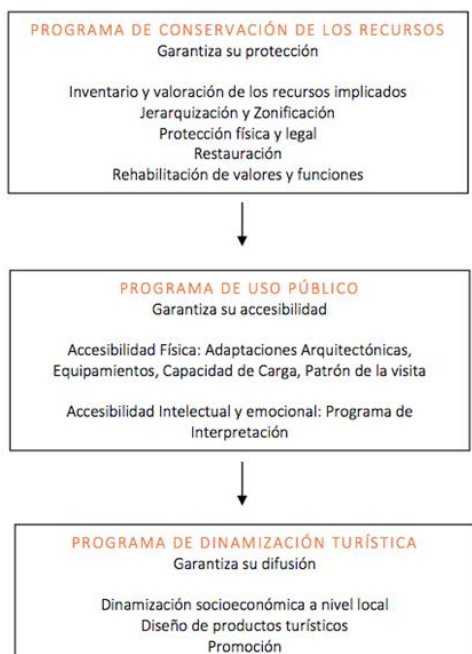 PROGRAMA DE CONSERVACIÓN DE LOS RECURSOS
Garantiza su protección
Inventario y valoración de los recursos implicados
Jerarquización y Zonificación
Protección física y legal
Restauración
Rehabilitación de valores y funciones
PROGRAMA DE USO PÚBLICO
Garantiza su accesibilidad
Accesibilidad Física: Adaptaciones Arquitectónicas,
Equipamientos, Capacidad de Carga, Patrón de la visita
Accesibilidad Intelectual y emocional: Programa de
Interpretación
PROGRAMA DE DINAMIZACIÓN TURÍSTICA
Garantiza su difusión
Dinamización socioeconómica a nivel local
Diseño de productos turísticos
Promoción